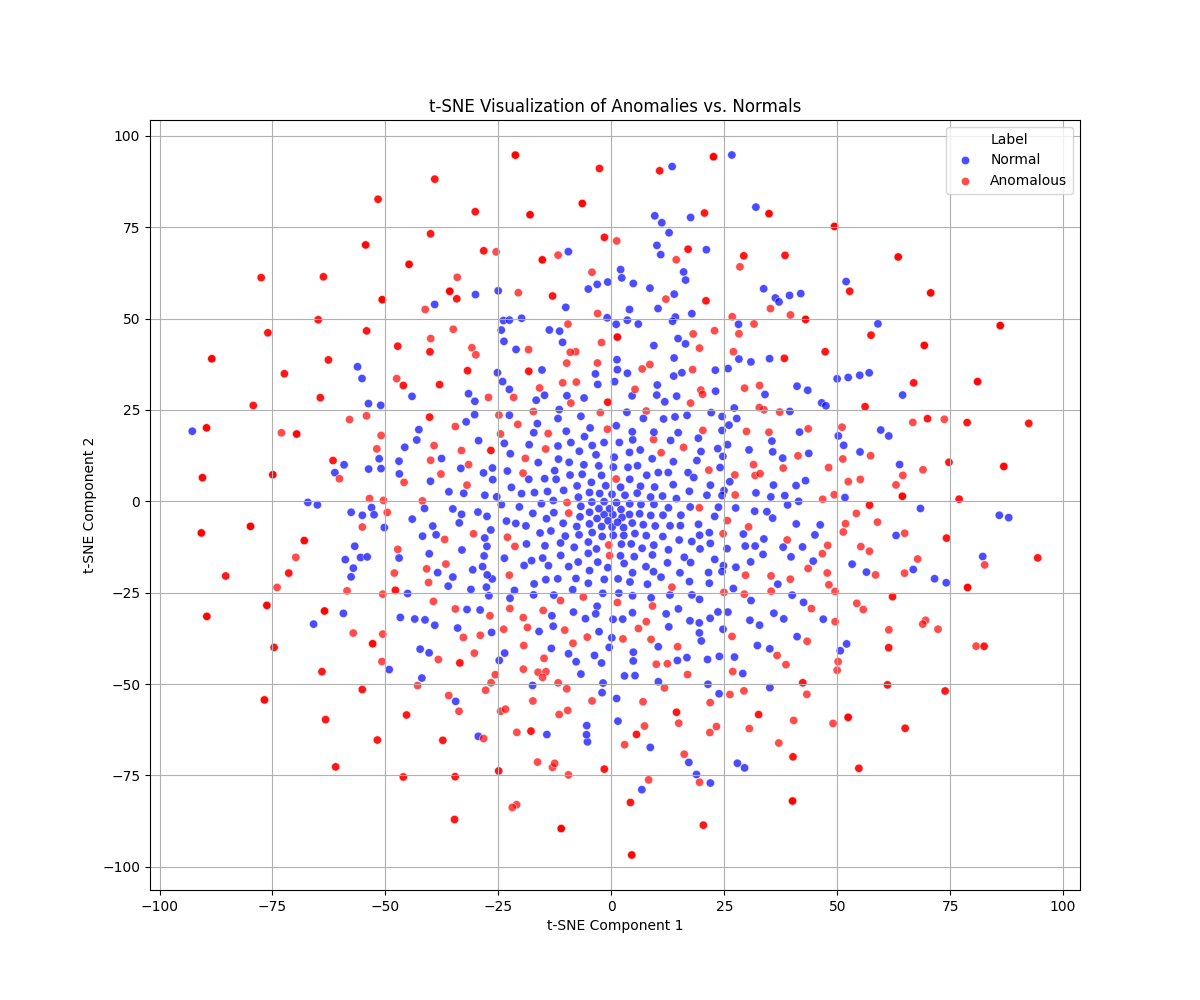 t-SNE Visualization of Anomalies vs. Normals
Label
Normal
Anomalous
100
75
50
25
0
−25
−50
−75
−100
t-SNE Component 2
−100 −75 −50 −25 0 25 50 75 100
t-SNE Component 1